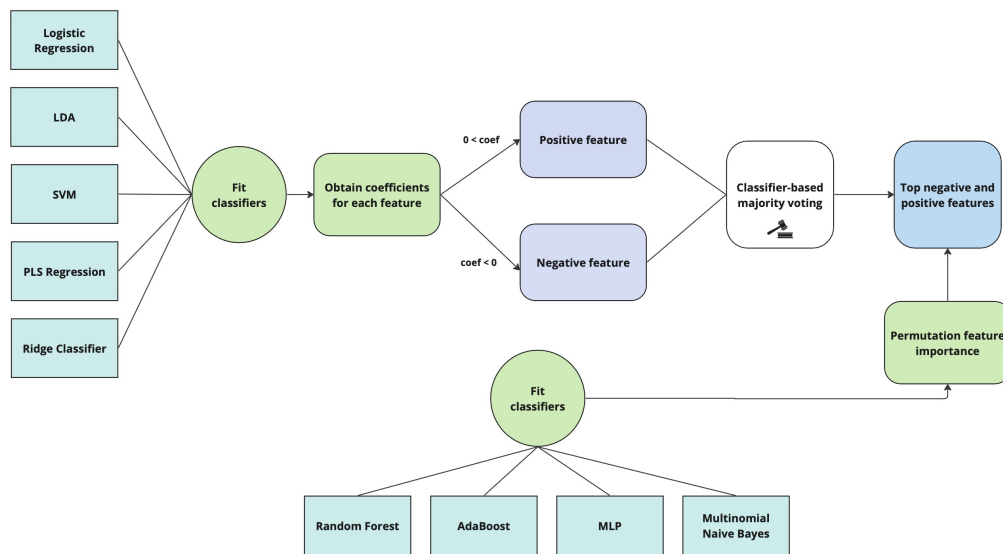 Logistic
Regression
LDA
SVM
PLS Regression
Ridge Classifier
Fit
classifiers
Obtain coefficients
for each feature
0 < coef
coef < 0
Positive feature
Negative feature
Classifier-based
majority voting
Top negative and
positive features
Permutation feature
importance
Fit
classifiers
Random Forest
AdaBoost
MLP
Multinomial
Naive Bayes